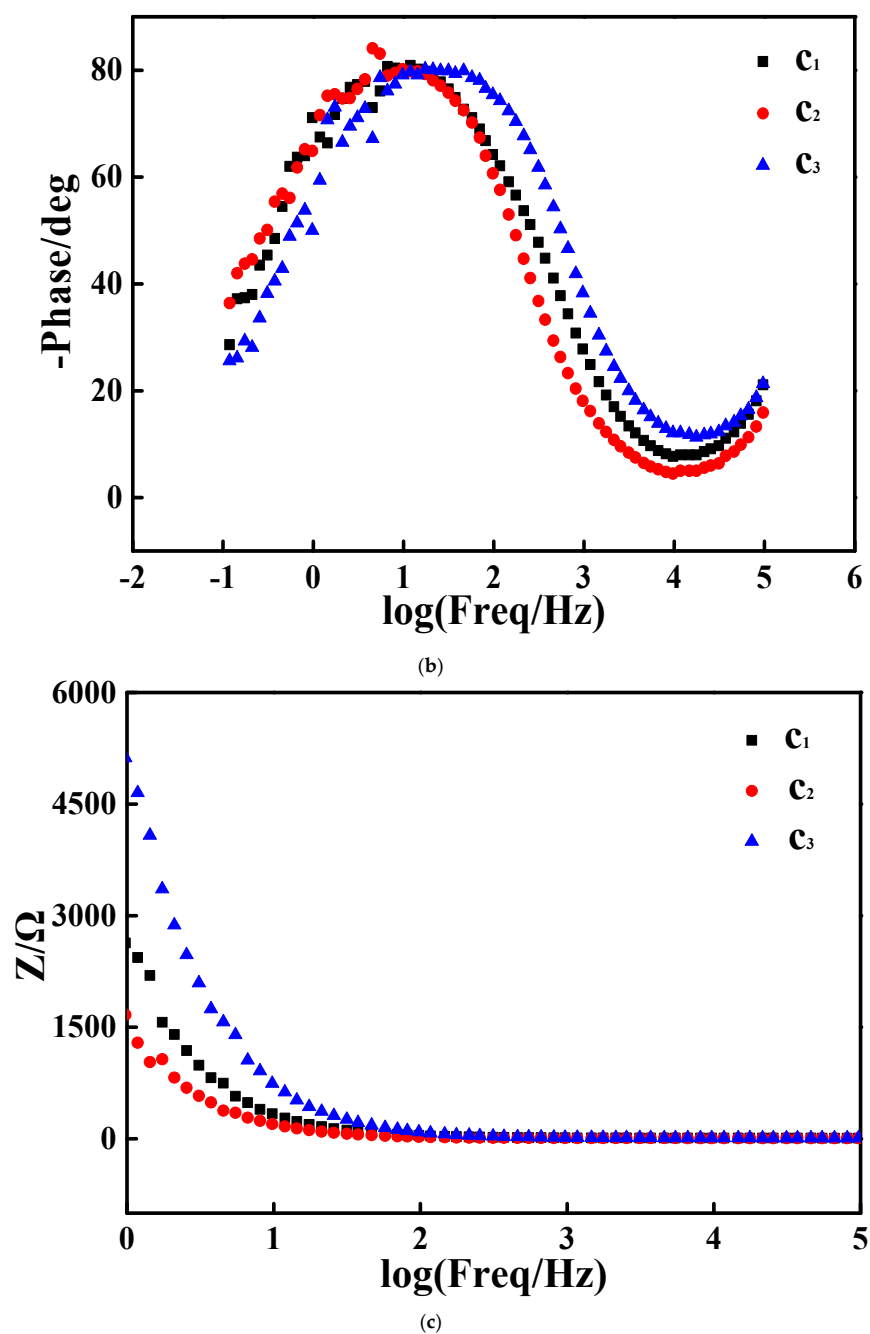 80
60
40
20
0
-Phase/deg
c₁
c₂
c₃
-2 -1 0 1 2 3 4 5 6
log(Freq/Hz)
(b)
6000
4500
3000
1500
0
Z/Ω
c₁
c₂
c₃
0 1 2 3 4 5
log(Freq/Hz)
(c)